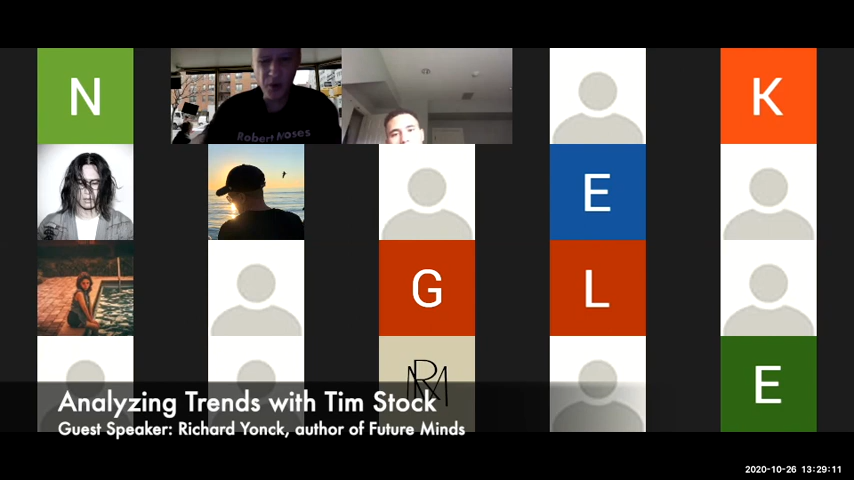 N
Robert Moses
K
E
G
L
RM
E
Analyzing Trends with Tim Stock
Guest Speaker: Richard Yonck, author of Future Minds
2020-10-26 13:29:11